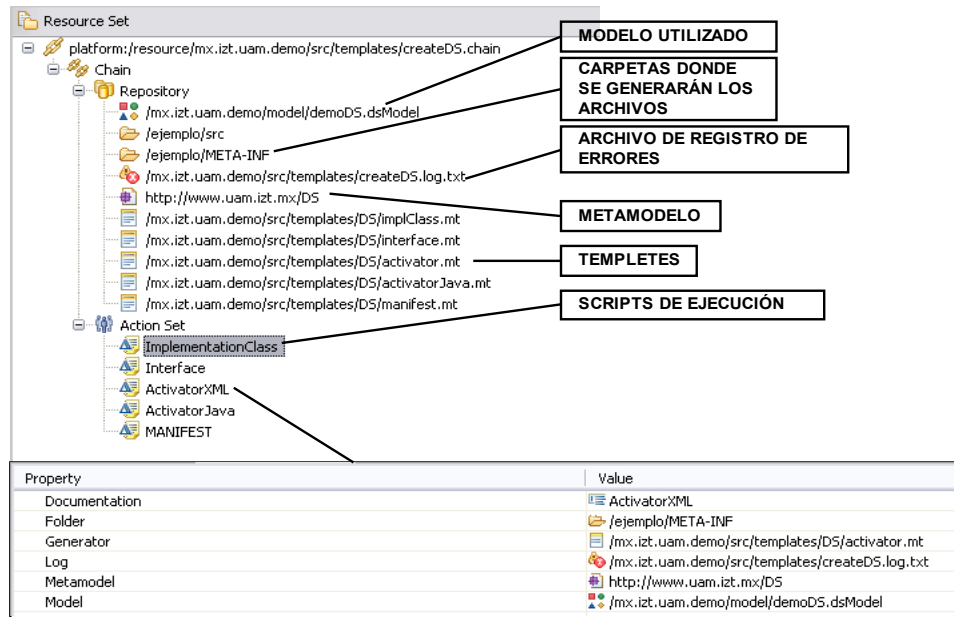 Resource Set
platform:/resource/mx.izt.uam.demo/src/templates/createDS.chain
Chain
Repository
/mx.izt.uam.demo/model/demoDS.dsModel
/ejemplo/src
/ejemplo/META-INF
/mx.izt.uam.demo/src/templates/createDS.log.txt
http://www.uam.izt.mx/DS
/mx.izt.uam.demo/src/templates/DS/implClass.mt
/mx.izt.uam.demo/src/templates/DS/interface.mt
/mx.izt.uam.demo/src/templates/DS/activator.mt
/mx.izt.uam.demo/src/templates/DS/activatorJava.mt
/mx.izt.uam.demo/src/templates/DS/manifest.mt
Action Set
ImplementationClass
Interface
ActivatorXML
ActivatorJava
MANIFEST
MODELO UTILIZADO
CARPETAS DONDE
SE GENERARÁN LOS
ARCHIVOS
ARCHIVO DE REGISTRO DE
ERRORES
METAMODELO
TEMPLETES
SCRIPTS DE EJECUCIÓN
Property Value
Documentation ActivatorXML
Folder /ejemplo/META-INF
Generator /mx.izt.uam.demo/src/templates/DS/activator.mt
Log /mx.izt.uam.demo/src/templates/createDS.log.txt
Metamodel http://www.uam.izt.mx/DS
Model /mx.izt.uam.demo/model/demoDS.dsModel